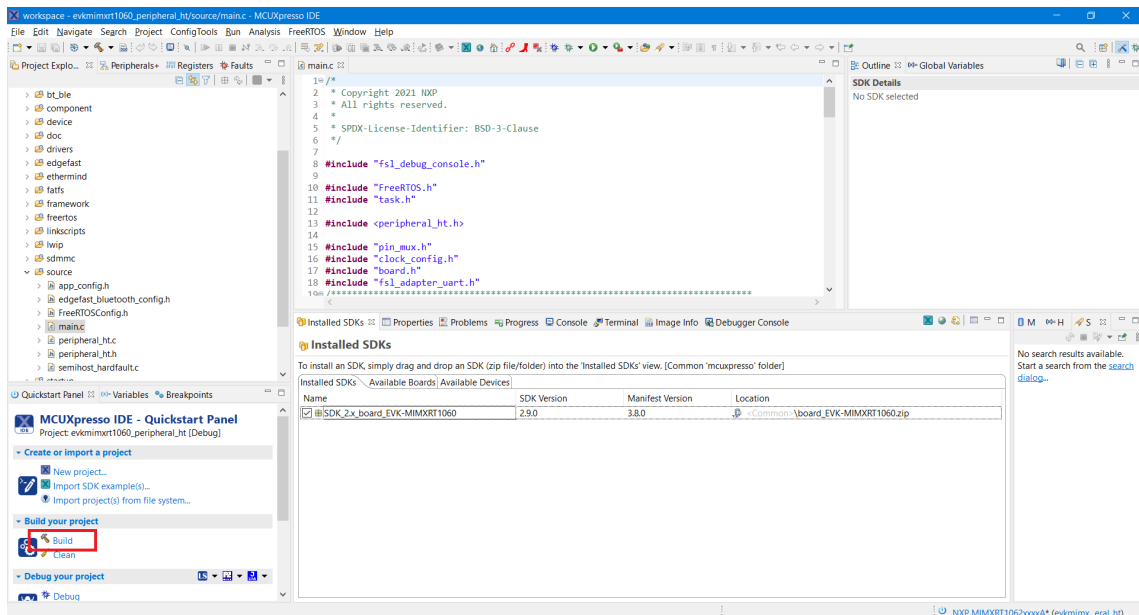 workspace - evkmimxrt1060_peripheral_ht/source/main.c - MCUXpresso IDE
File Edit Navigate Search Project ConfigTools Run Analysis FreeRTOS Window Help
Project Explo... Peripherals+ Registers Faults
bt_ble
component
device
doc
drivers
edgefast
ethermind
fatfs
framework
freertos
linkscripts
lwip
sdmmc
source
app_config.h
edgefast_bluetooth_config.h
FreeRTOSConfig.h
main.c
peripheral_ht.c
peripheral_ht.h
semihost_hardfault.c
startup
main.c
1 /*
2 * Copyright 2021 NXP
3 * All rights reserved.
4 *
5 * SPDX-License-Identifier: BSD-3-Clause
6 */
7
8 #include "fsl_debug_console.h"
9
10 #include "FreeRTOS.h"
11 #include "task.h"
12
13 #include <peripheral_ht.h>
14
15 #include "pin_mux.h"
16 #include "clock_config.h"
17 #include "board.h"
18 #include "fsl_adapter_uart.h"
Outline Global Variables
SDK Details
No SDK selected
Quickstart Panel Variables Breakpoints
IDE
MCUXpresso IDE - Quickstart Panel
Project: evkmimxrt1060_peripheral_ht [Debug]
Create or import a project
New project...
Import SDK example(s)...
Import project(s) from file system...
Build your project
Build
Clean
Debug your project
Debug
Installed SDKs Properties Problems Progress Console Terminal Image Info Debugger Console
Installed SDKs
To install an SDK, simply drag and drop an SDK (zip file/folder) into the 'Installed SDKs' view. [Common 'mcuxpresso' folder]
Installed SDKs Available Boards Available Devices
Name SDK Version Manifest Version Location
SDK_2.x_board_EVK-MIMXRT1060 2.9.0 3.8.0 <Common>\board_EVK-MIMXRT1060.zip
M H S
No search results available.
Start a search from the search
dialog...
NXP MIMXRT1062xxxxA* (evkmimx...eral_ht)